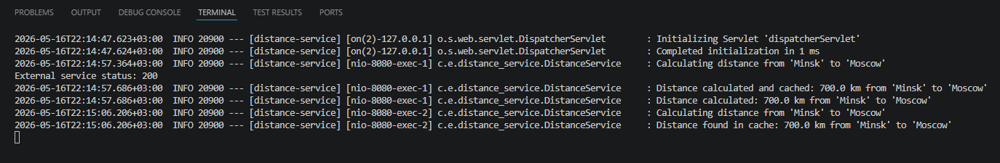 PROBLEMS OUTPUT DEBUG CONSOLE TERMINAL TEST RESULTS PORTS
2026-05-16T22:14:47.623+03:00  INFO 20900 --- [distance-service] [on(2)-127.0.0.1] o.s.web.servlet.DispatcherServlet        : Initializing Servlet 'dispatcherServlet'
2026-05-16T22:14:47.624+03:00  INFO 20900 --- [distance-service] [on(2)-127.0.0.1] o.s.web.servlet.DispatcherServlet        : Completed initialization in 1 ms
2026-05-16T22:14:57.364+03:00  INFO 20900 --- [distance-service] [nio-8080-exec-1] c.e.distance_service.DistanceService     : Calculating distance from 'Minsk' to 'Moscow'
External service status: 200
2026-05-16T22:14:57.686+03:00  INFO 20900 --- [distance-service] [nio-8080-exec-1] c.e.distance_service.DistanceService     : Distance calculated and cached: 700.0 km from 'Minsk' to 'Moscow'
2026-05-16T22:14:57.686+03:00  INFO 20900 --- [distance-service] [nio-8080-exec-1] c.e.distance_service.DistanceService     : Distance calculated: 700.0 km from 'Minsk' to 'Moscow'
2026-05-16T22:15:06.206+03:00  INFO 20900 --- [distance-service] [nio-8080-exec-2] c.e.distance_service.DistanceService     : Calculating distance from 'Minsk' to 'Moscow'
2026-05-16T22:15:06.206+03:00  INFO 20900 --- [distance-service] [nio-8080-exec-2] c.e.distance_service.DistanceService     : Distance found in cache: 700.0 km from 'Minsk' to 'Moscow'